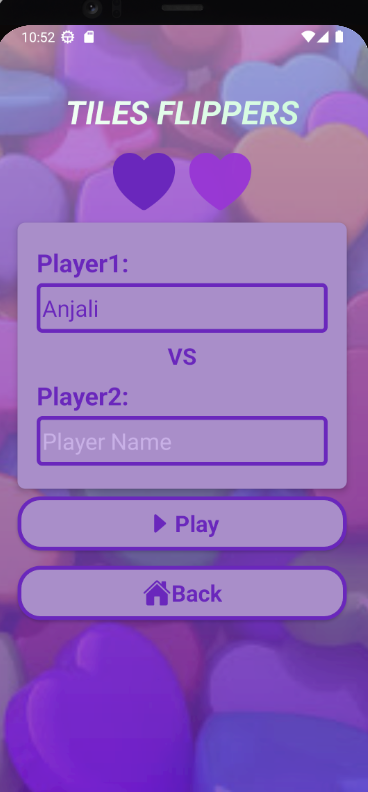 10:52
TILES FLIPPERS
Player1:
Anjali
VS
Player2:
Player Name
Play
Back